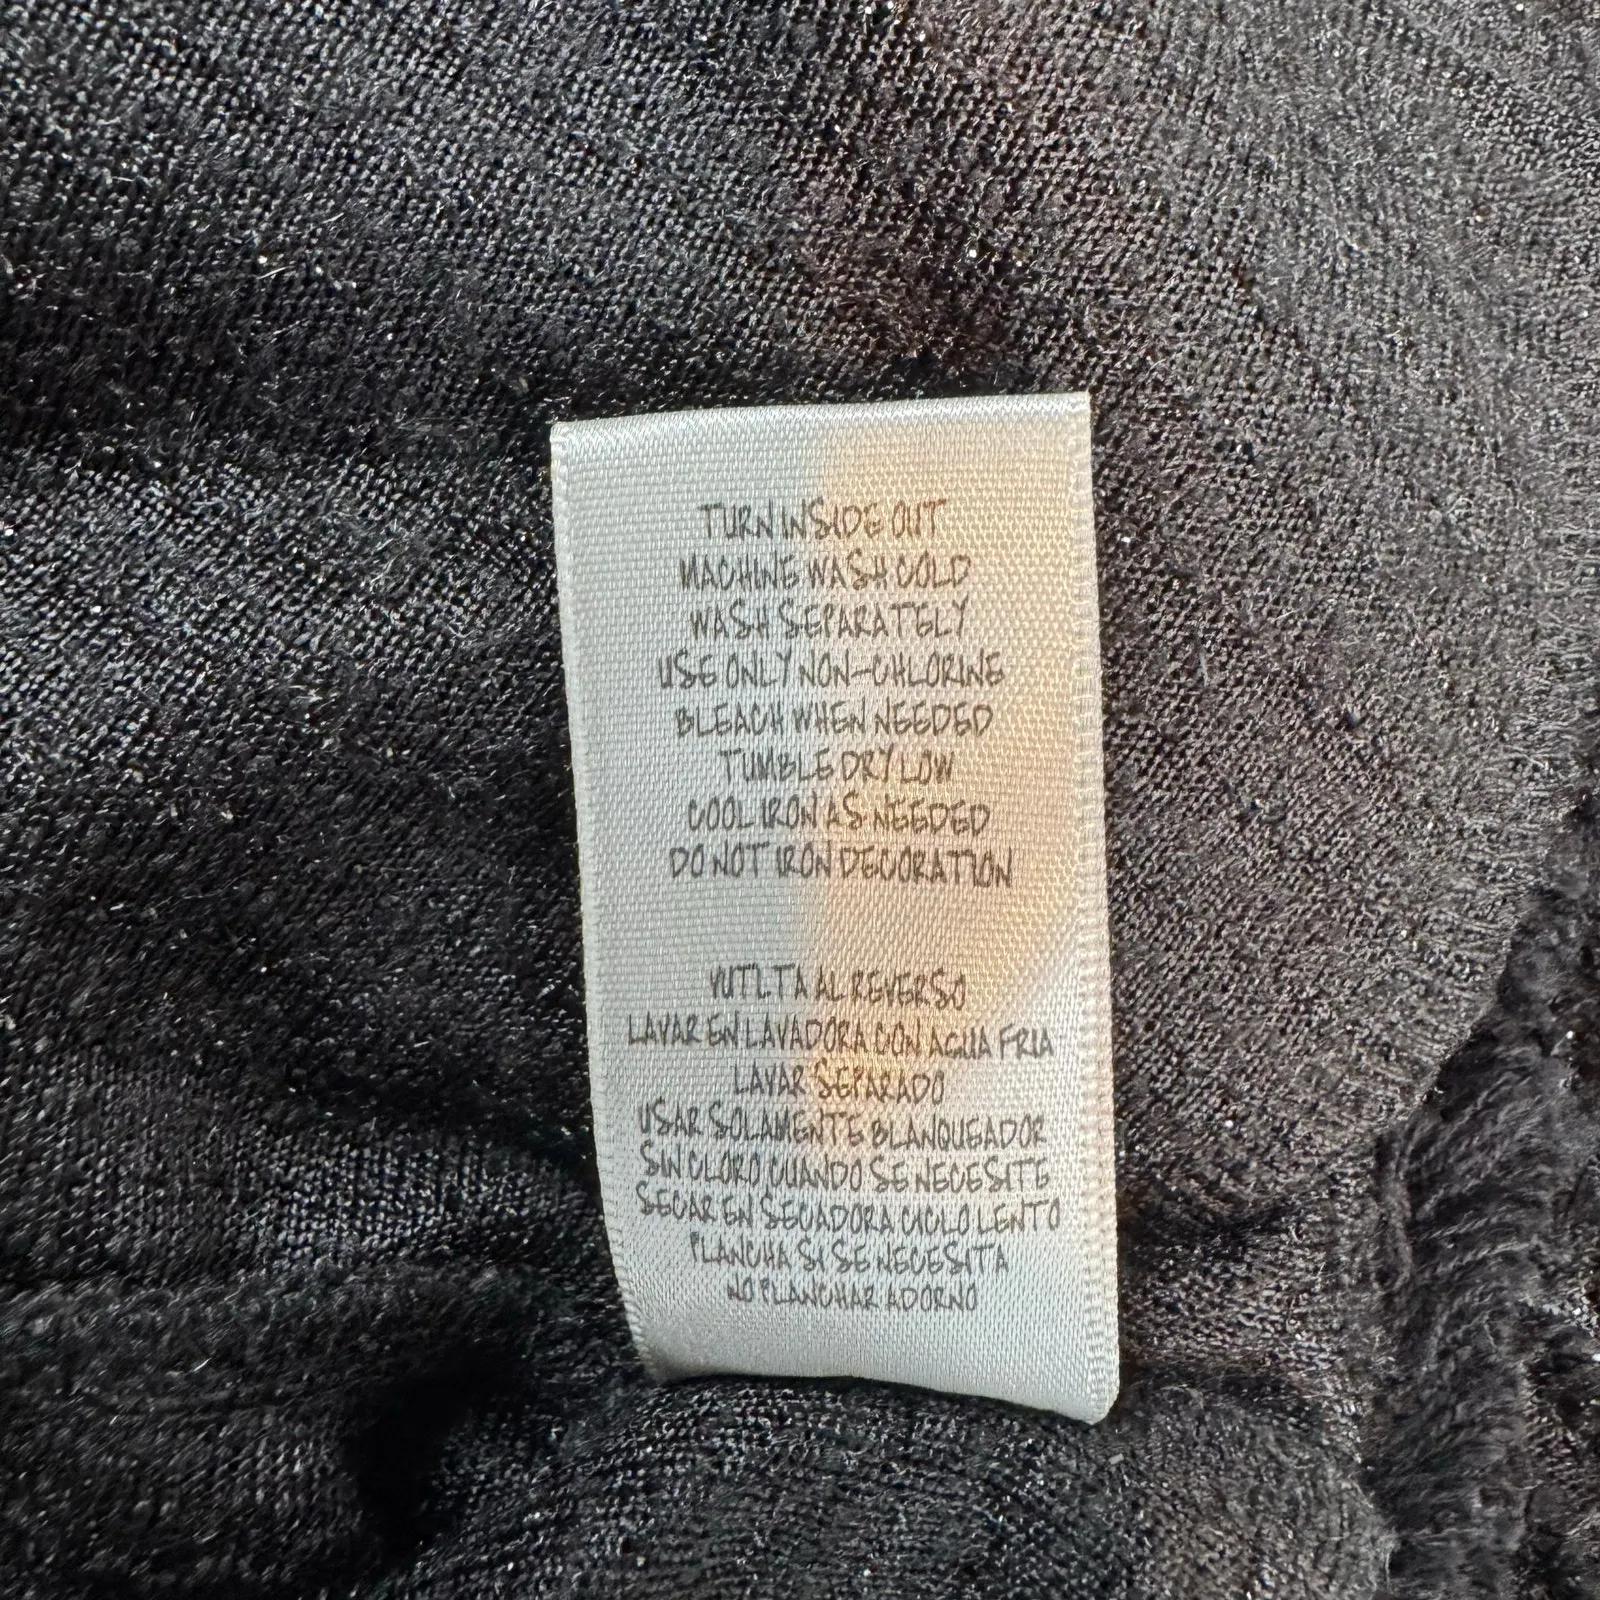 TURN INSIDE OUT
MACHINE WASH COLD
WASH SEPARATELY
USE ONLY NON-CHLORINE
BLEACH WHEN NEEDED
TUMBLE DRY LOW
COOL IRON AS NEEDED
DO NOT IRON DECORATION
VUTLTA AL REVERSO
LAVAR EN LAVADORA CON AGUA FRIA
LAVAR SEPARADO
USAR SOLAMENTE BLANQUEADOR
SIN CLORO CUANDO SE NECESITE
SECAR EN SECADORA CICLO LENTO
PLANCHA SI SE NECESITA
NO PLANCHAR ADORNO